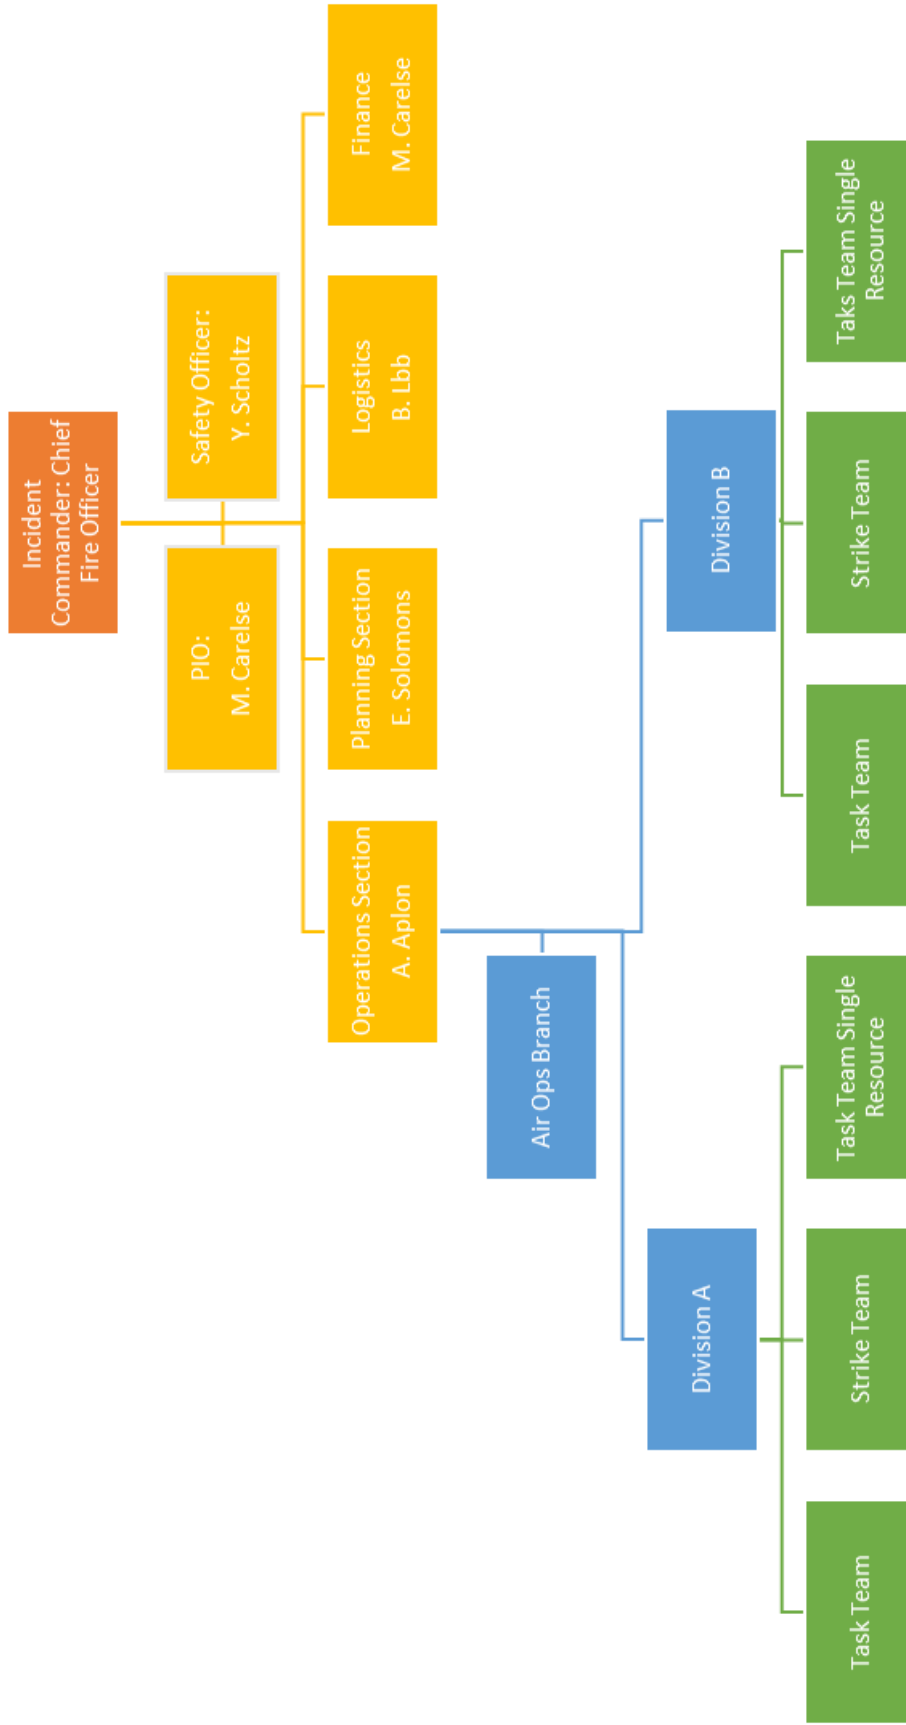 Incident
Commander: Chief
Fire Officer
PIO:
M. Carelse
Safety Officer:
Y. Scholtz
Operations Section
A. Aplon
Planning Section
E. Solomons
Logistics
B. Lbb
Finance
M. Carelse
Air Ops Branch
Division A
Division B
Task Team
Strike Team
Task Team Single
Resource
Task Team
Strike Team
Taks Team Single
Resource